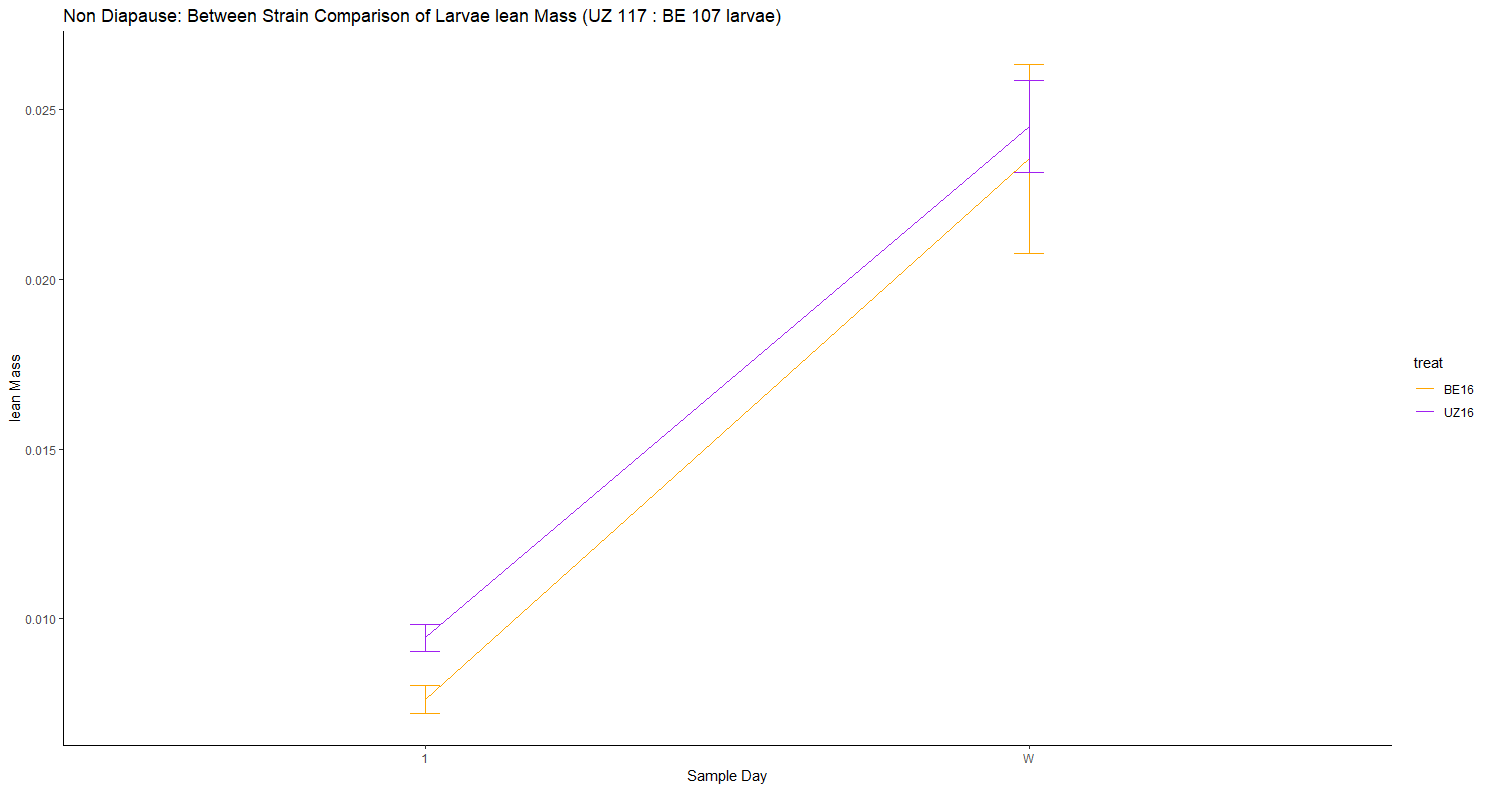 Non Diapause: Between Strain Comparison of Larvae lean Mass (UZ 117 : BE 107 larvae)
0.025
0.020
0.015
0.010
lean Mass
1
W
Sample Day
treat
BE16
UZ16